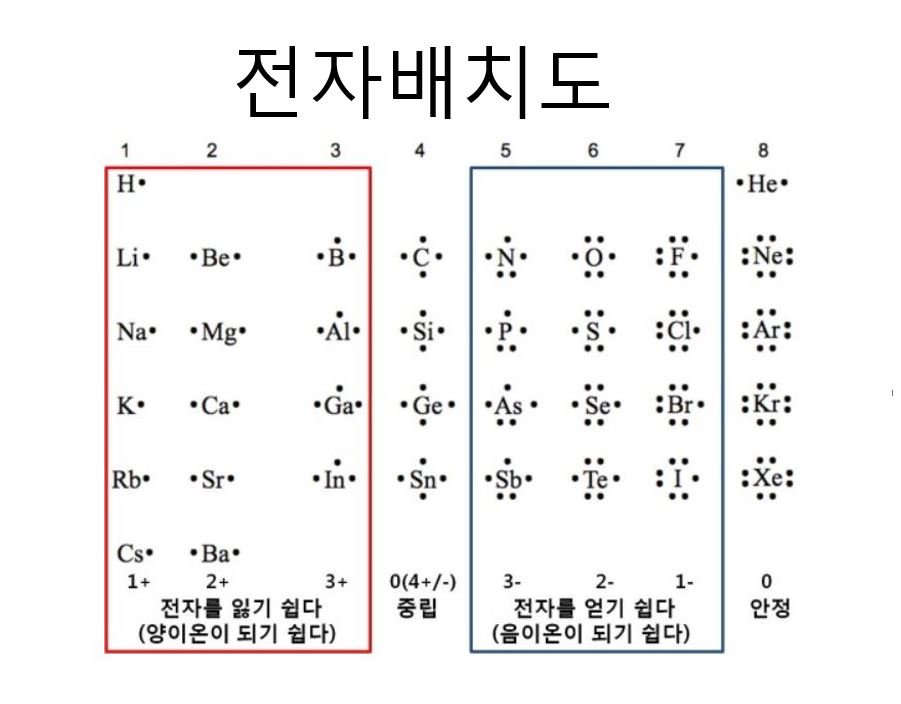 전자배치도
1 2 3 4 5 6 7 8
H He
Li Be B C N O F Ne
Na Mg Al Si P S Cl Ar
K Ca Ga Ge As Se Br Kr
Rb Sr In Sn Sb Te I Xe
Cs Ba
1+ 2+ 3+ 0(4+/-) 3- 2- 1- 0
전자를 잃기 쉽다 중립 전자를 얻기 쉽다 안정
(양이온이 되기 쉽다) (음이온이 되기 쉽다)